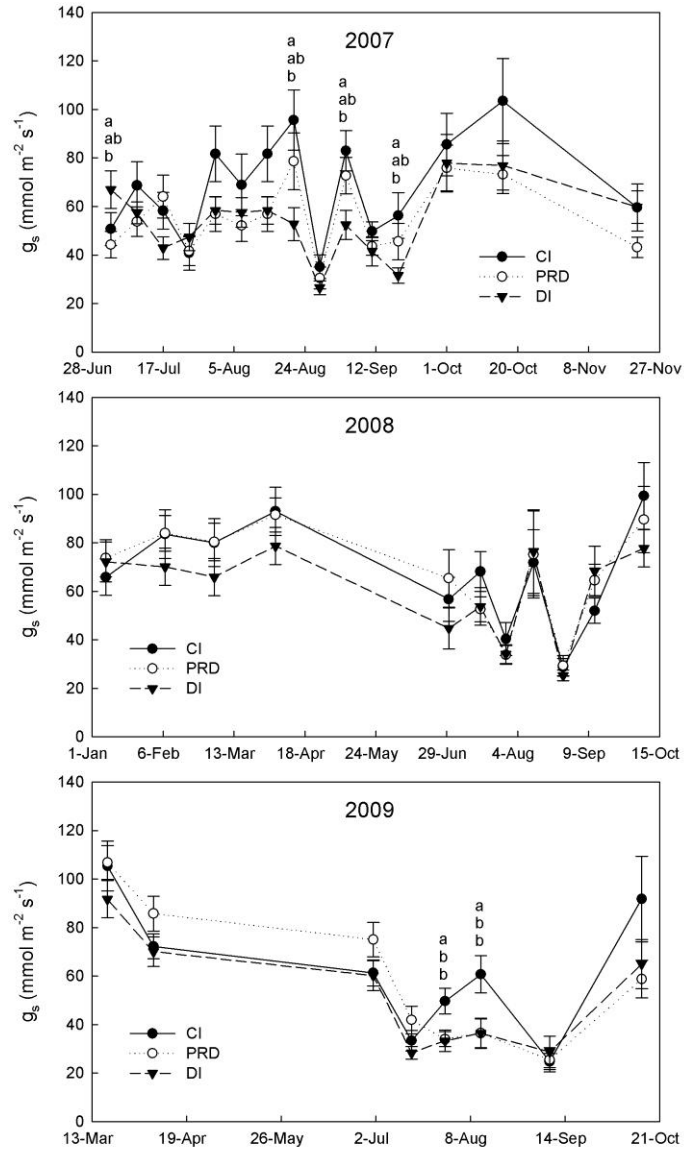 140
2007
120
a
ab
b
a
ab
b
a
ab
b
a
ab
b
100
80
60
40
20
0
gs (mmol m-2 s-1)
CI
PRD
DI
28-Jun 17-Jul 5-Aug 24-Aug 12-Sep 1-Oct 20-Oct 8-Nov 27-Nov
140
2008
120
100
80
60
40
20
0
gs (mmol m-2 s-1)
CI
PRD
DI
1-Jan 6-Feb 13-Mar 18-Apr 24-May 29-Jun 4-Aug 9-Sep 15-Oct
140
2009
120
100
80
60
40
20
0
gs (mmol m-2 s-1)
a
b
b
a
b
b
CI
PRD
DI
13-Mar 19-Apr 26-May 2-Jul 8-Aug 14-Sep 21-Oct